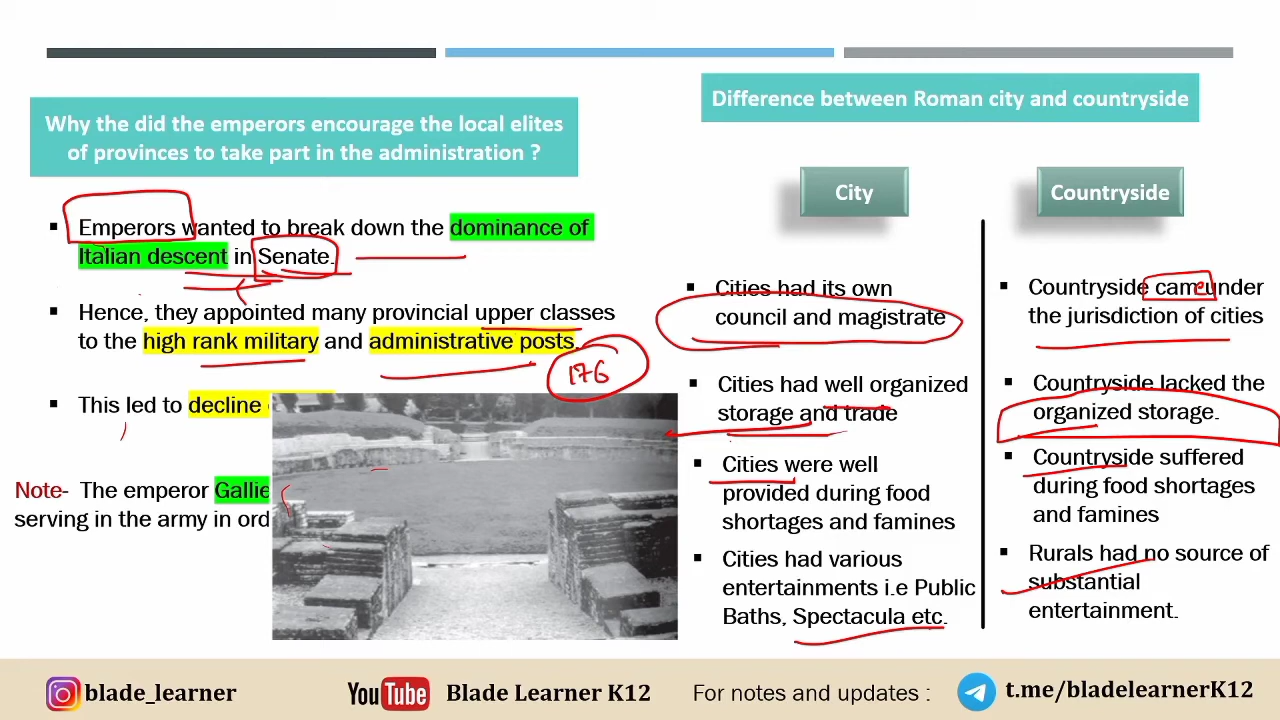 Why the did the emperors encourage the local elites
of provinces to take part in the administration ?
Emperors wanted to break down the dominance of
Italian descent in Senate.
Hence, they appointed many provincial upper classes
to the high rank military and administrative posts.
176
This led to decline
Note- The emperor Gallie
serving in the army in ord
Difference between Roman city and countryside
City
Cities had its own
council and magistrate
Cities had well organized
storage and trade
Cities were well
provided during food
shortages and famines
Cities had various
entertainments i.e Public
Baths, Spectacula etc.
Countryside
Countryside came under
the jurisdiction of cities
Countryside lacked the
organized storage.
Countryside suffered
during food shortages
and famines
Rurals had no source of
substantial
entertainment.
blade_learner
YouTube Blade Learner K12
For notes and updates :
t.me/bladelearnerK12